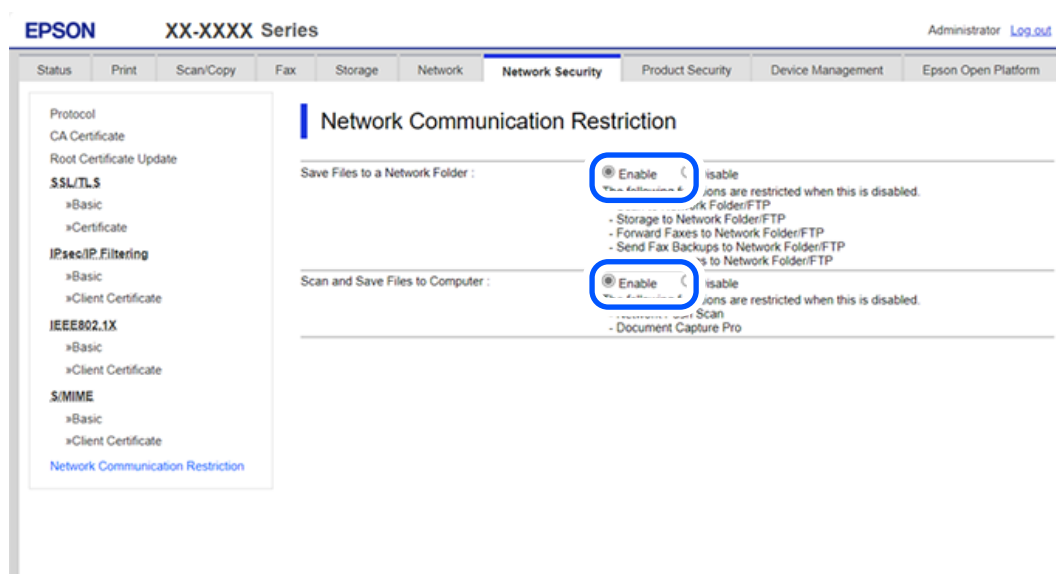 EPSON XX-XXXX Series
Administrator Log out
Status Print Scan/Copy Fax Storage Network Network Security Product Security Device Management Epson Open Platform
Protocol
CA Certificate
Root Certificate Update
SSL/TLS
»Basic
»Certificate
IPsec/IP Filtering
»Basic
»Client Certificate
IEEE802.1X
»Basic
»Client Certificate
S/MIME
»Basic
»Client Certificate
Network Communication Restriction
Network Communication Restriction
Save Files to a Network Folder : Enable isable
are restricted when this is disabled.
Folder/FTP
- Storage to Network Folder/FTP
- Forward Faxes to Network Folder/FTP
- Send Fax Backups to Network Folder/FTP
to Network Folder/FTP
Scan and Save Files to Computer : Enable isable
are restricted when this is disabled.
Scan
- Document Capture Pro